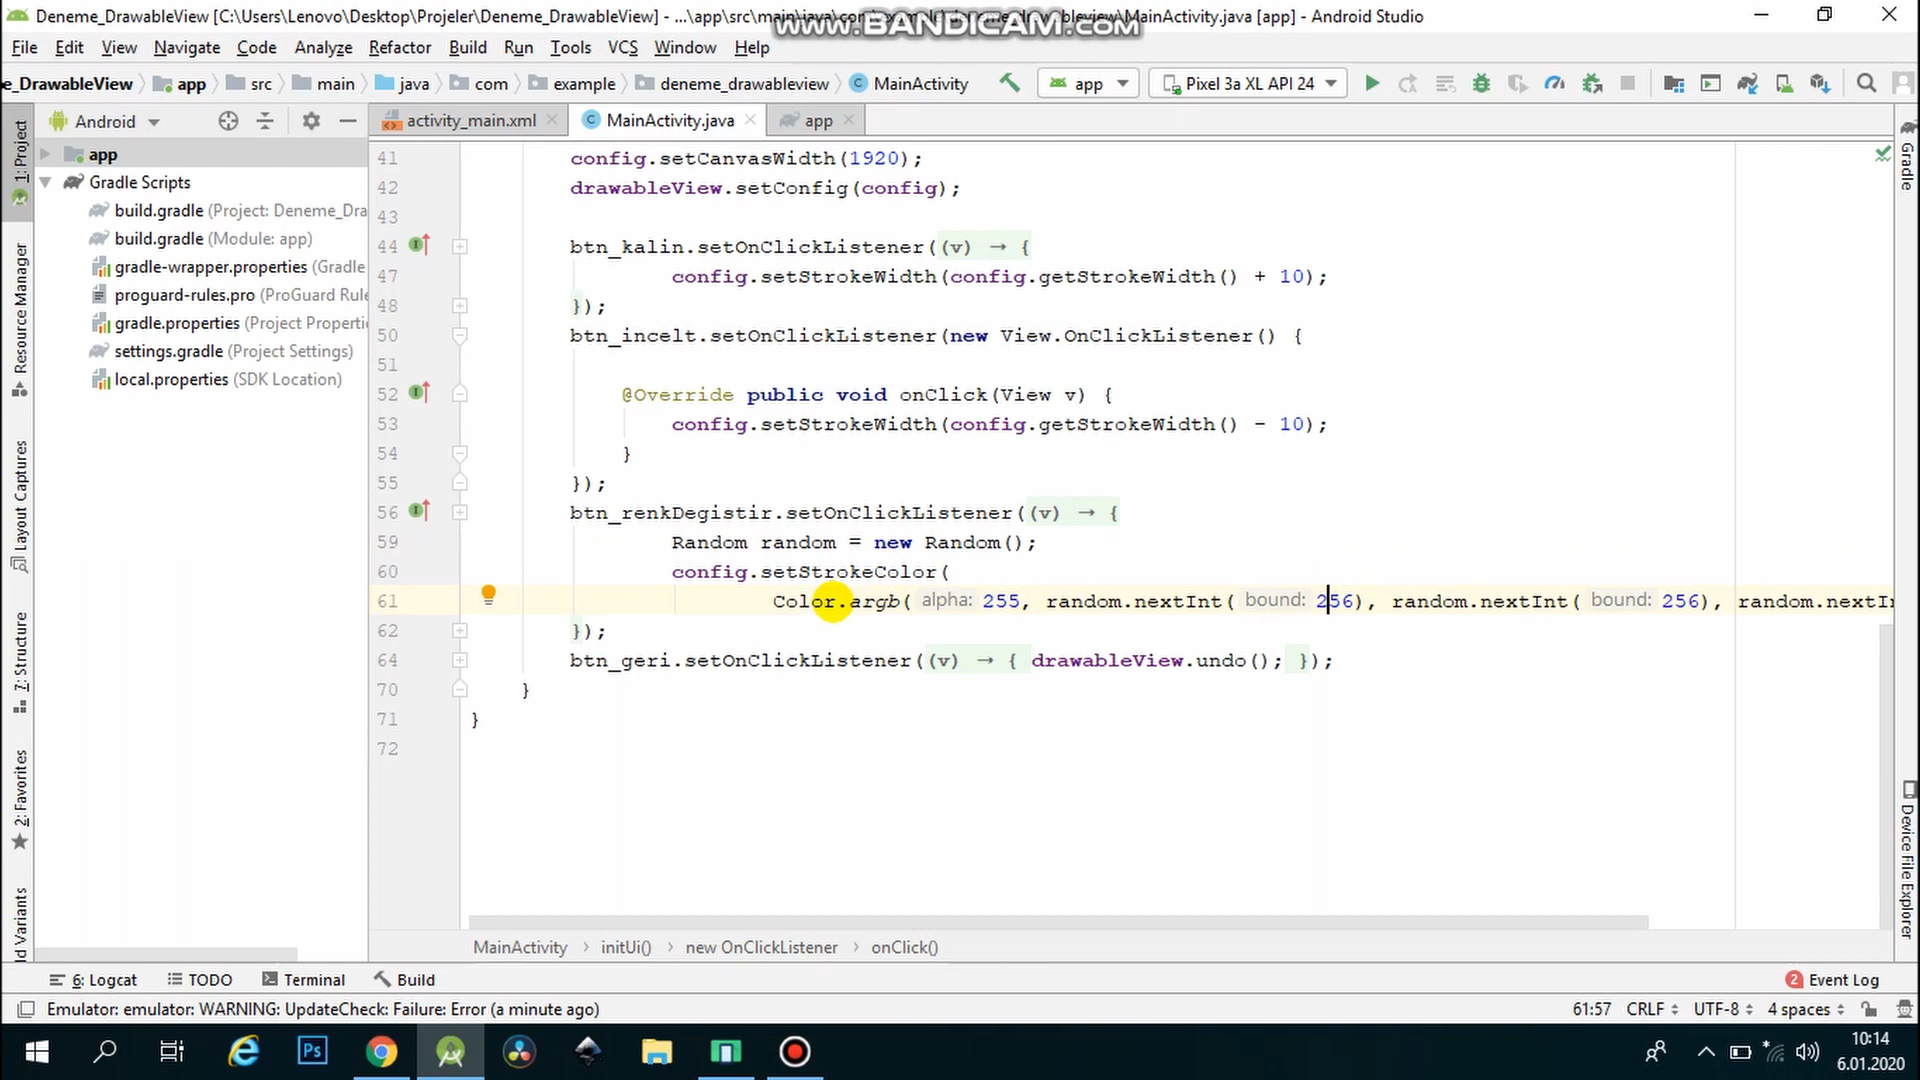 Deneme_DrawableView [C:\Users\Lenovo\Desktop\Projeler\Deneme_DrawableView] - ...\app\src\main\java\com\example\deneme_drawableview\MainActivity.java [app] - Android Studio
www.BANDICAM.com
File Edit View Navigate Code Analyze Refactor Build Run Tools VCS Window Help
e_DrawableView app src main java com example deneme_drawableview MainActivity app Pixel 3a XL API 24
Android
activity_main.xml MainActivity.java app
app
Gradle Scripts
build.gradle (Project: Deneme_Dra
build.gradle (Module: app)
gradle-wrapper.properties (Gradle
proguard-rules.pro (ProGuard Rule
gradle.properties (Project Properti
settings.gradle (Project Settings)
local.properties (SDK Location)
1: Project
Resource Manager
Layout Captures
7: Structure
2: Favorites
ld Variants
41 config.setCanvasWidth(1920);
42 drawableView.setConfig(config);
43
44 btn_kalin.setOnClickListener((v) → {
47 config.setStrokeWidth(config.getStrokeWidth() + 10);
48 });
50 btn_incelt.setOnClickListener(new View.OnClickListener() {
51
52 @Override public void onClick(View v) {
53 config.setStrokeWidth(config.getStrokeWidth() - 10);
54 }
55 });
56 btn_renkDegistir.setOnClickListener((v) → {
59 Random random = new Random();
60 config.setStrokeColor(
61 Color.argb( alpha: 255, random.nextInt( bound: 256), random.nextInt( bound: 256), random.nextIn
62 });
64 btn_geri.setOnClickListener((v) → { drawableView.undo(); });
70 }
71 }
72
Gradle
Device File Explorer
MainActivity › initUi() › new OnClickListener › onClick()
6: Logcat TODO Terminal Build 2 Event Log
Emulator: emulator: WARNING: UpdateCheck: Failure: Error (a minute ago) 61:57 CRLF UTF-8 4 spaces
Ps
10:14
6.01.2020